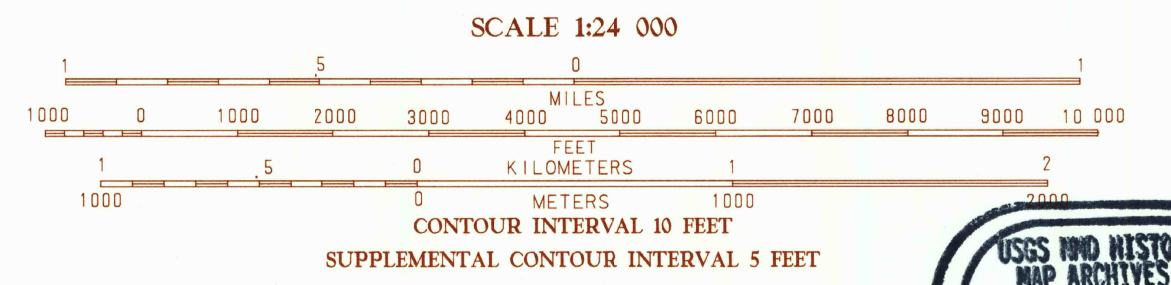 SCALE 1:24 000
1 .5 0 1
MILES
1000 0 1000 2000 3000 4000 5000 6000 7000 8000 9000 10 000
FEET
1 .5 0 KILOMETERS 1 2
1000 0 METERS 1000 2000
CONTOUR INTERVAL 10 FEET
SUPPLEMENTAL CONTOUR INTERVAL 5 FEET
USGS NMD HISTO
MAP ARCHIVES